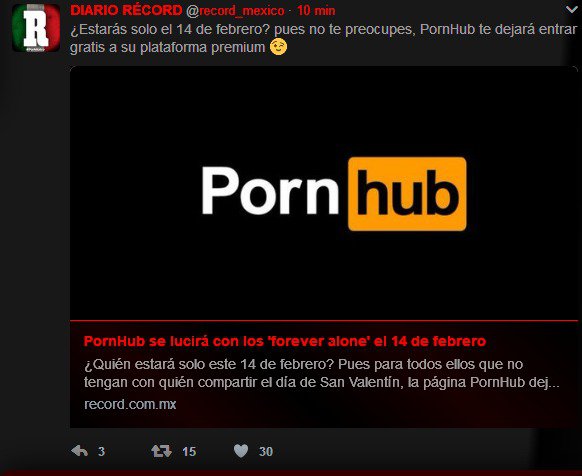 DIARIO RÉCORD @record_mexico · 10 min
¿Estarás solo el 14 de febrero? pues no te preocupes, PornHub te dejará entrar
gratis a su plataforma premium 😉
Porn hub
PornHub se lucirá con los 'forever alone' el 14 de febrero
¿Quién estará solo este 14 de febrero? Pues para todos ellos que no
tengan con quién compartir el día de San Valentín, la página PornHub dej...
record.com.mx
3 15 30